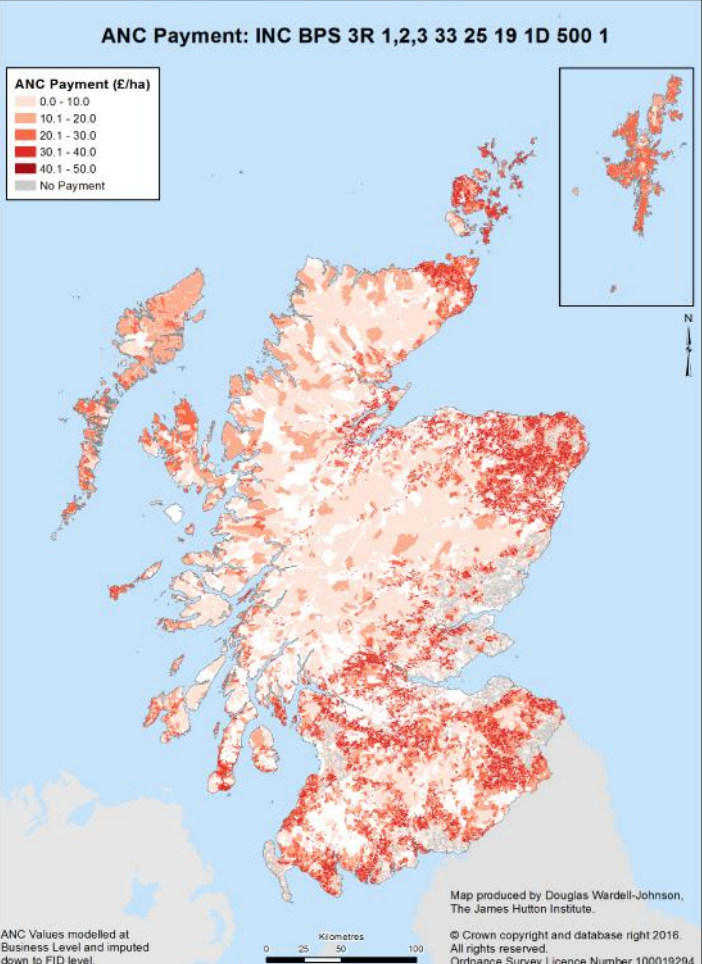 ANC Payment: INC BPS 3R 1,2,3 33 25 19 1D 500 1
ANC Payment (£/ha)
0.0 - 10.0
10.1 - 20.0
20.1 - 30.0
30.1 - 40.0
40.1 - 50.0
No Payment
N
Map produced by Douglas Wardell-Johnson,
The James Hutton Institute.
ANC Values modelled at
Business Level and imputed
down to FID level.
Kilometres
0 25 50 100
© Crown copyright and database right 2016.
All rights reserved.
Ordnance Survey Licence Number 100019294